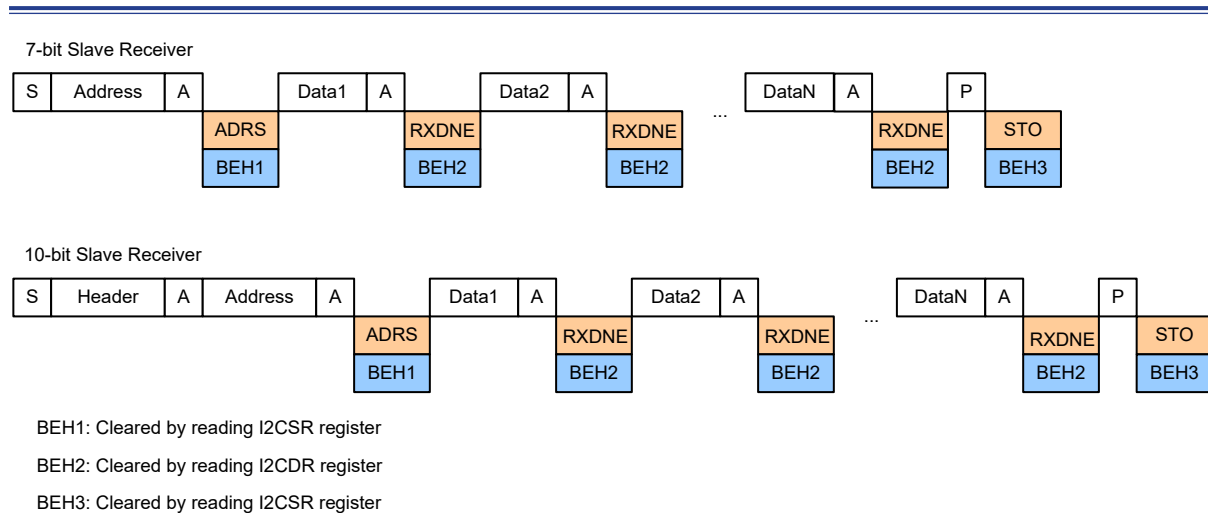 7-bit Slave Receiver
S Address A Data1 A Data2 A ... DataN A P
ADRS RXDNE RXDNE RXDNE STO
BEH1 BEH2 BEH2 BEH2 BEH3
10-bit Slave Receiver
S Header A Address A Data1 A Data2 A ... DataN A P
ADRS RXDNE RXDNE RXDNE STO
BEH1 BEH2 BEH2 BEH2 BEH3
BEH1: Cleared by reading I2CSR register
BEH2: Cleared by reading I2CDR register
BEH3: Cleared by reading I2CSR register